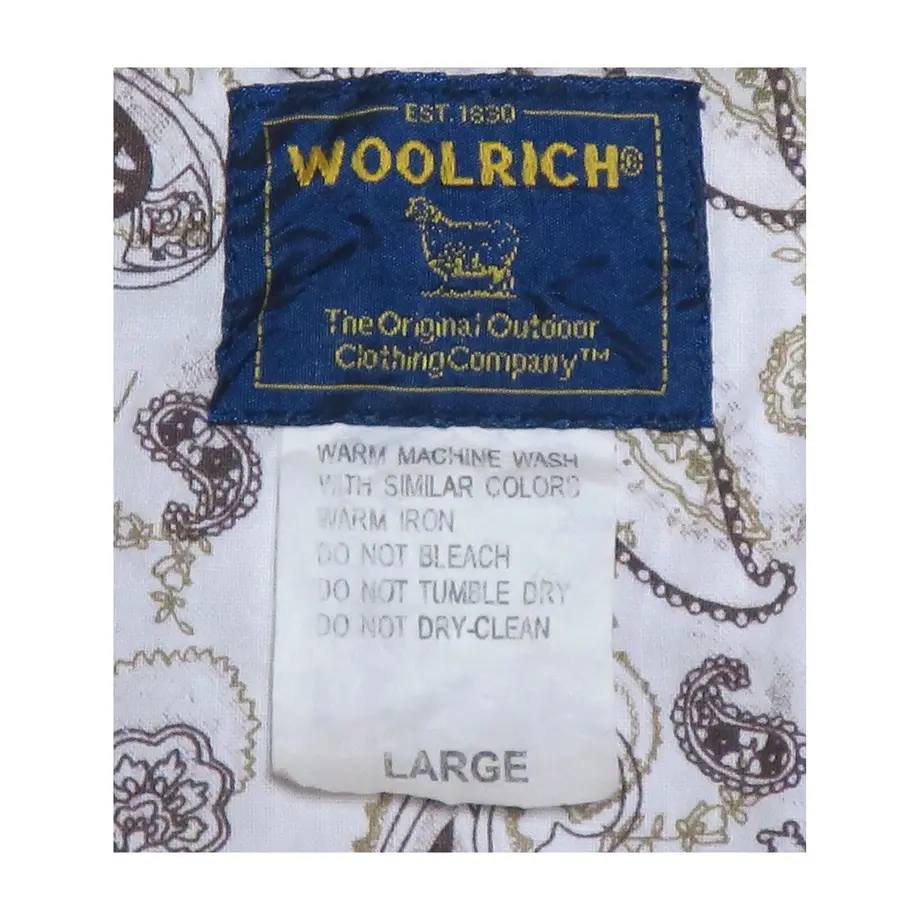 EST. 1830
WOOLRICH®
The Original Outdoor
Clothing Company™
WARM MACHINE WASH
WITH SIMILAR COLORS
WARM IRON
DO NOT BLEACH
DO NOT TUMBLE DRY
DO NOT DRY-CLEAN
LARGE